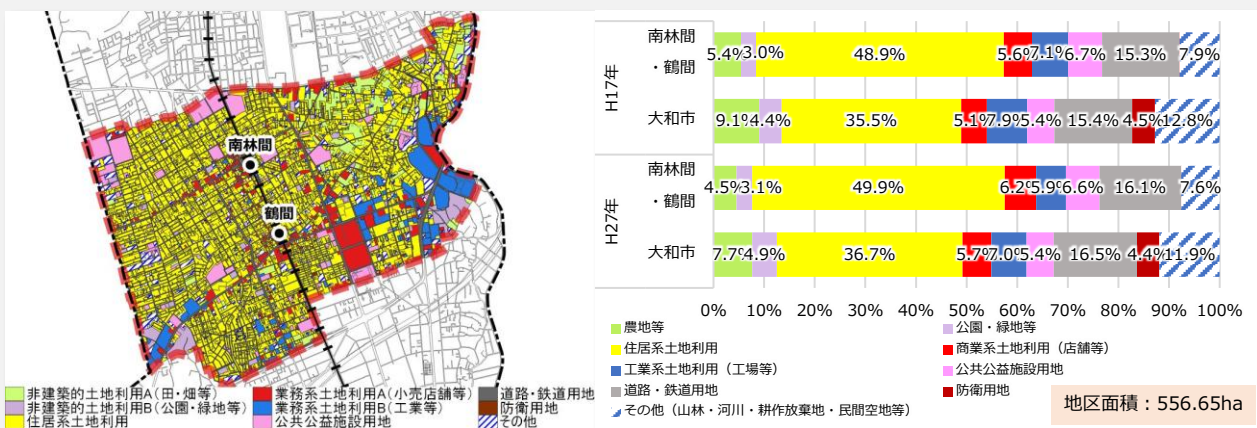 南林間
鶴間
非建築的土地利用A(田・畑等)
非建築的土地利用B(公園・緑地等)
住居系土地利用
業務系土地利用A(小売店舗等)
業務系土地利用B(工業等)
公共公益施設用地
道路・鉄道用地
防衛用地
その他
H17年
南林間
・鶴間
5.4% 3.0% 48.9% 5.6% 7.1% 6.7% 15.3% 7.9%
大和市
9.1% 4.4% 35.5% 5.1% 7.9% 5.4% 15.4% 4.5% 12.8%
H27年
南林間
・鶴間
4.5% 3.1% 49.9% 6.2% 5.9% 6.6% 16.1% 7.6%
大和市
7.7% 4.9% 36.7% 5.7% 7.0% 5.4% 16.5% 4.4% 11.9%
0% 10% 20% 30% 40% 50% 60% 70% 80% 90% 100%
農地等
公園・緑地等
住居系土地利用
商業系土地利用(店舗等)
工業系土地利用(工場等)
公共公益施設用地
道路・鉄道用地
防衛用地
その他(山林・河川・耕作放棄地・民間空地等)
地区面積:556.65ha